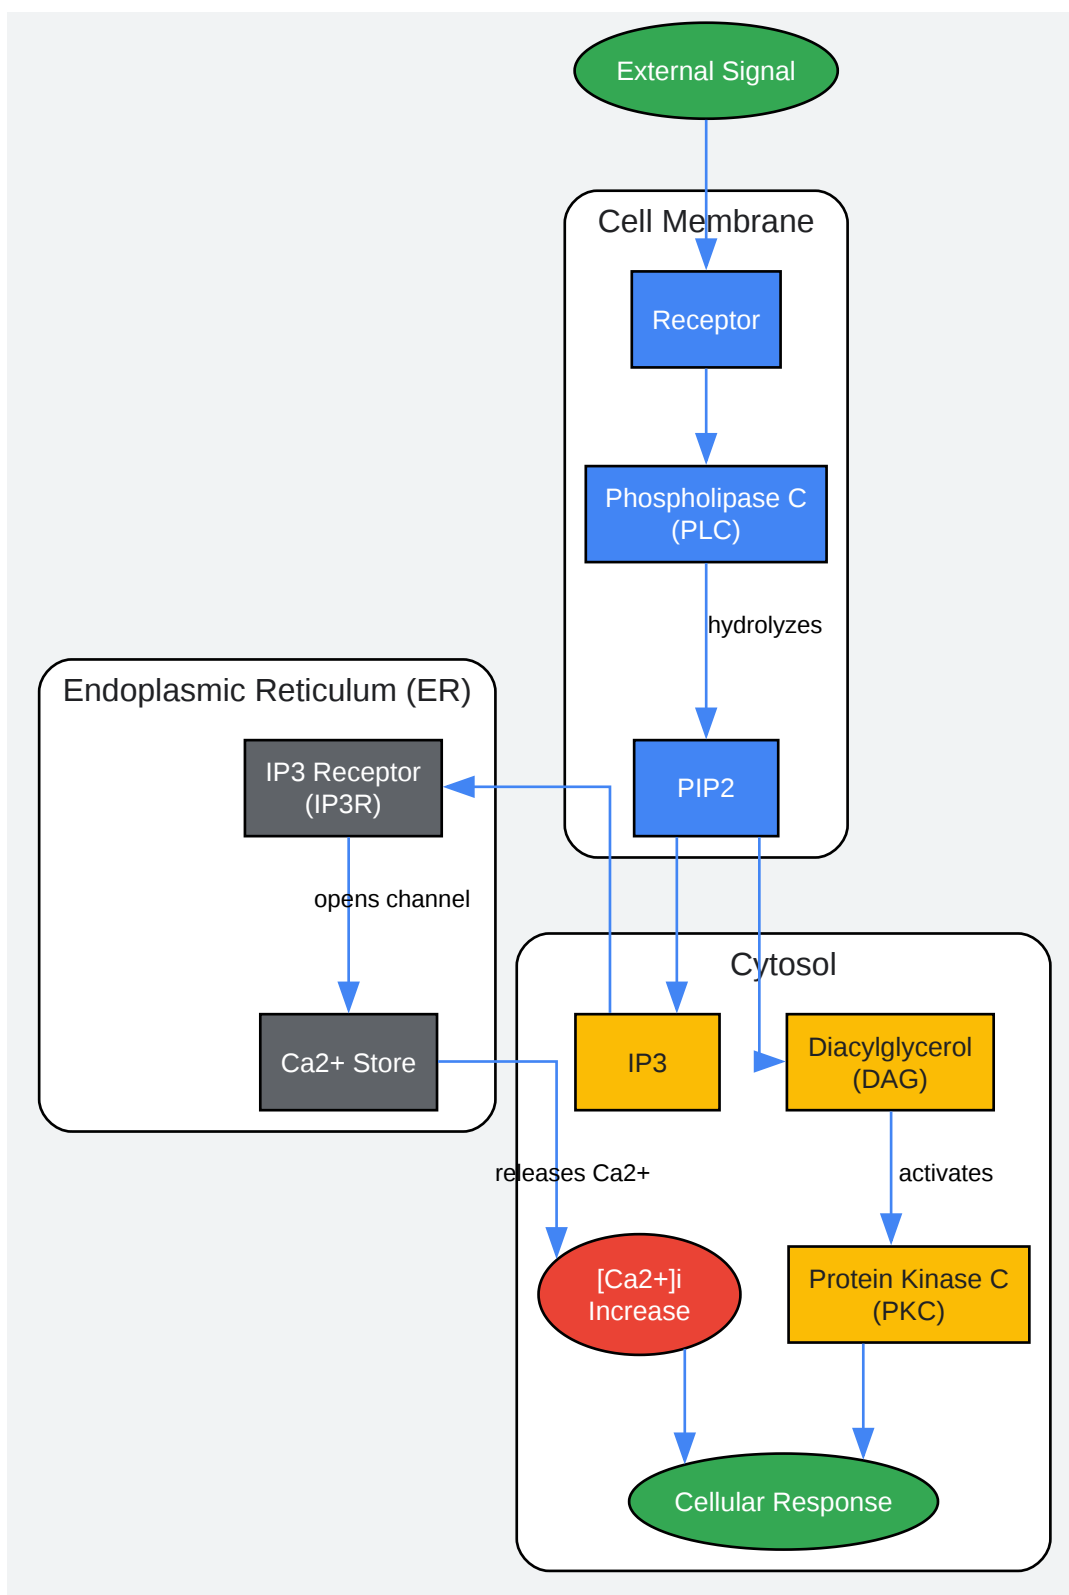 External Signal
Cell Membrane
Receptor
Phospholipase C
(PLC)
hydrolyzes
Endoplasmic Reticulum (ER)
IP3 Receptor
(IP3R)
PIP2
opens channel
Cytosol
Ca2+ Store
IP3
Diacylglycerol
(DAG)
releases Ca2+
activates
[Ca2+]i
Increase
Protein Kinase C
(PKC)
Cellular Response